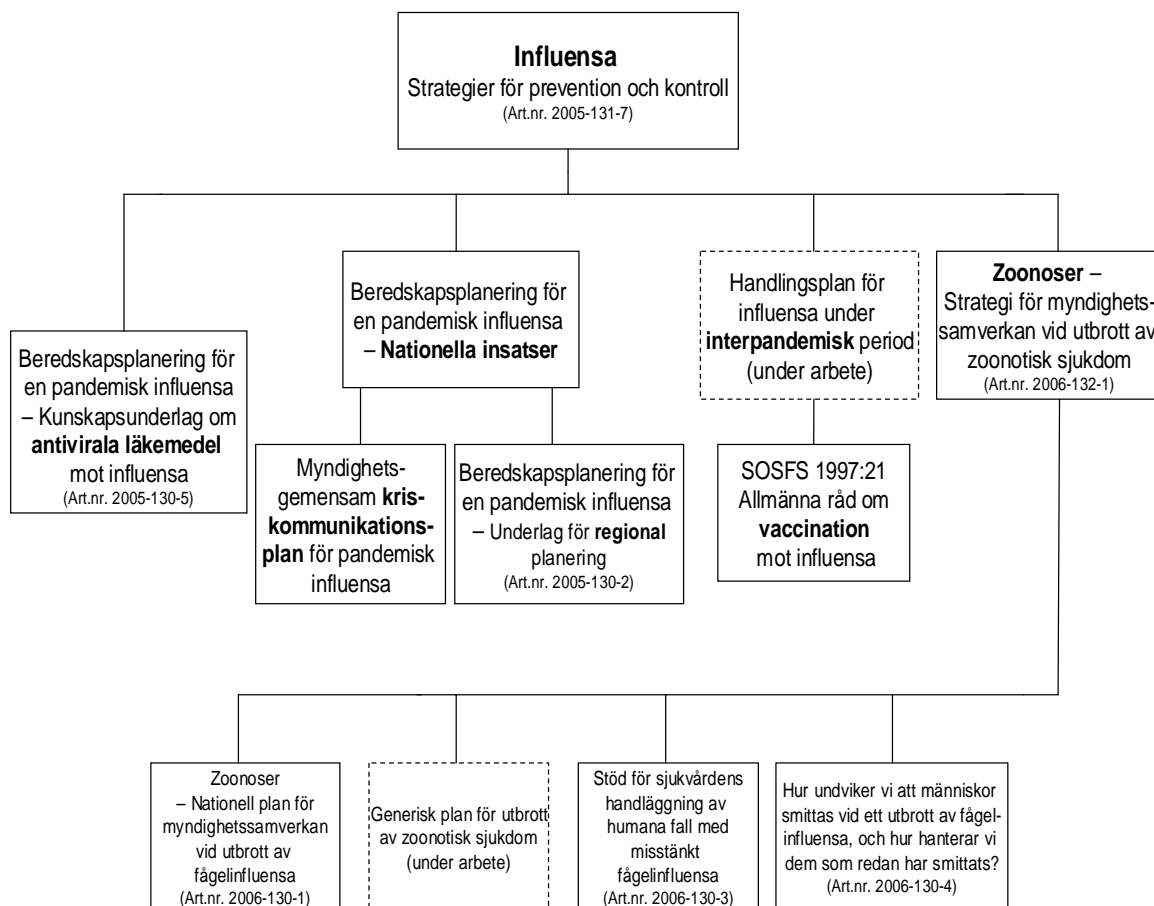 Influensa
Strategier för prevention och kontroll
(Art.nr. 2005-131-7)
Beredskapsplanering för
en pandemisk influensa
– Kunskapsunderlag om
antivirala läkemedel
mot influensa
(Art.nr. 2005-130-5)
Beredskapsplanering för
en pandemisk influensa
– Nationella insatser
Handlingsplan för
influensa under
interpandemisk period
(under arbete)
Zoonoser –
Strategi för myndighets-
samverkan vid utbrott av
zoonotisk sjukdom
(Art.nr. 2006-132-1)
Myndighets-
gemensam kris-
kommunikations-
plan för pandemisk
influensa
Beredskapsplanering för
en pandemisk influensa
– Underlag för regional
planering
(Art.nr. 2005-130-2)
SOSFS 1997:21
Allmänna råd om
vaccination
mot influensa
Zoonoser
– Nationell plan för
myndighetssamverkan
vid utbrott av
fågelinfluensa
(Art.nr. 2006-130-1)
Generisk plan för utbrott
av zoonotisk sjukdom
(under arbete)
Stöd för sjukvårdens
handläggning av
humana fall med
misstänkt
fågelinfluensa
(Art.nr. 2006-130-3)
Hur undviker vi att människor
smittas vid ett utbrott av fågel-
influensa, och hur hanterar vi
dem som redan har smittats?
(Art.nr. 2006-130-4)